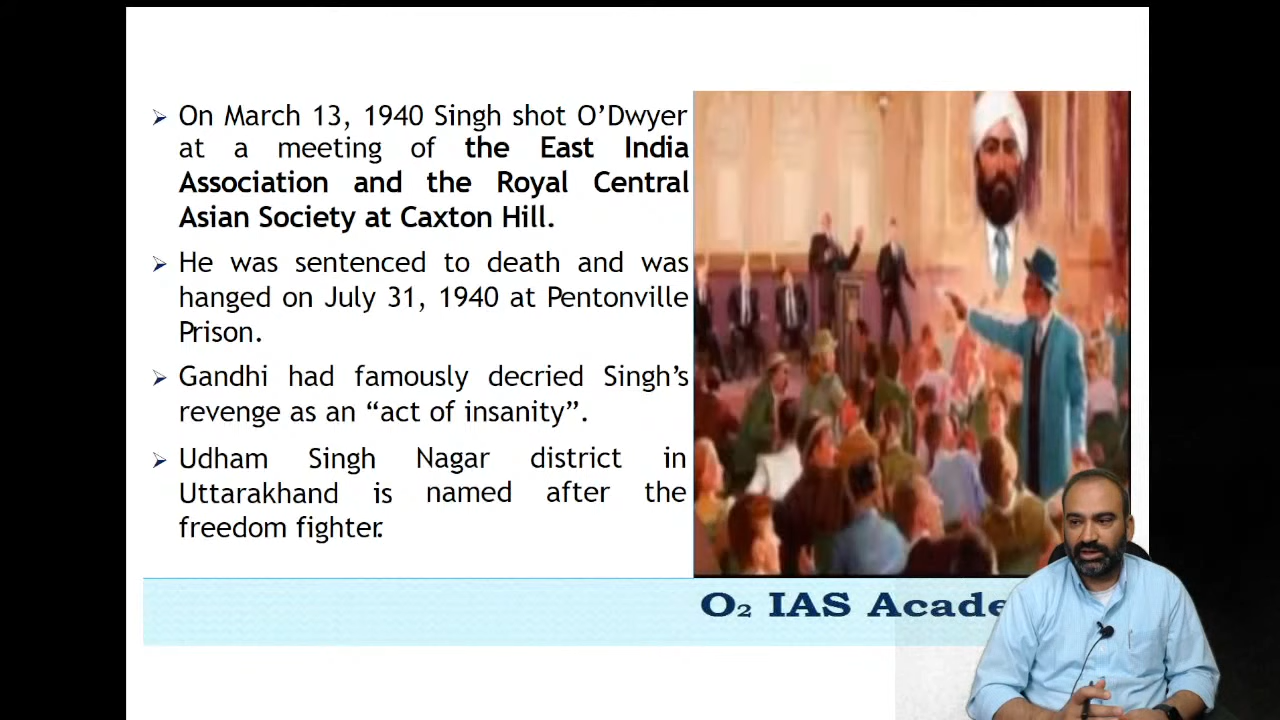 ➢ On March 13, 1940 Singh shot O’Dwyer
at a meeting of the East India
Association and the Royal Central
Asian Society at Caxton Hill.
➢ He was sentenced to death and was
hanged on July 31, 1940 at Pentonville
Prison.
➢ Gandhi had famously decried Singh’s
revenge as an “act of insanity”.
➢ Udham Singh Nagar district in
Uttarakhand is named after the
freedom fighter.
O₂ IAS Acade